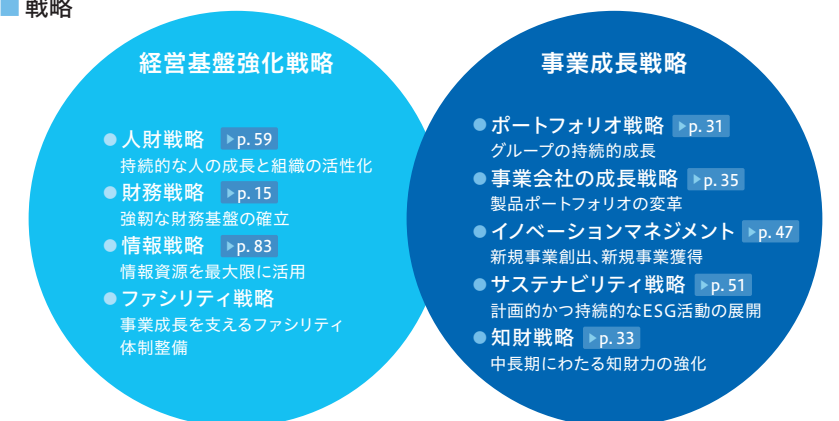 戦略
経営基盤強化戦略
人財戦略 ▶p. 59
持続的な人の成長と組織の活性化
財務戦略 ▶p. 15
強靭な財務基盤の確立
情報戦略 ▶p. 83
情報資源を最大限に活用
ファシリティ戦略
事業成長を支えるファシリティ
体制整備
事業成長戦略
ポートフォリオ戦略 ▶p. 31
グループの持続的成長
事業会社の成長戦略 ▶p. 35
製品ポートフォリオの変革
イノベーションマネジメント ▶p. 47
新規事業創出、新規事業獲得
サステナビリティ戦略 ▶p. 51
計画的かつ持続的なESG活動の展開
知財戦略 ▶p. 33
中長期にわたる知財力の強化